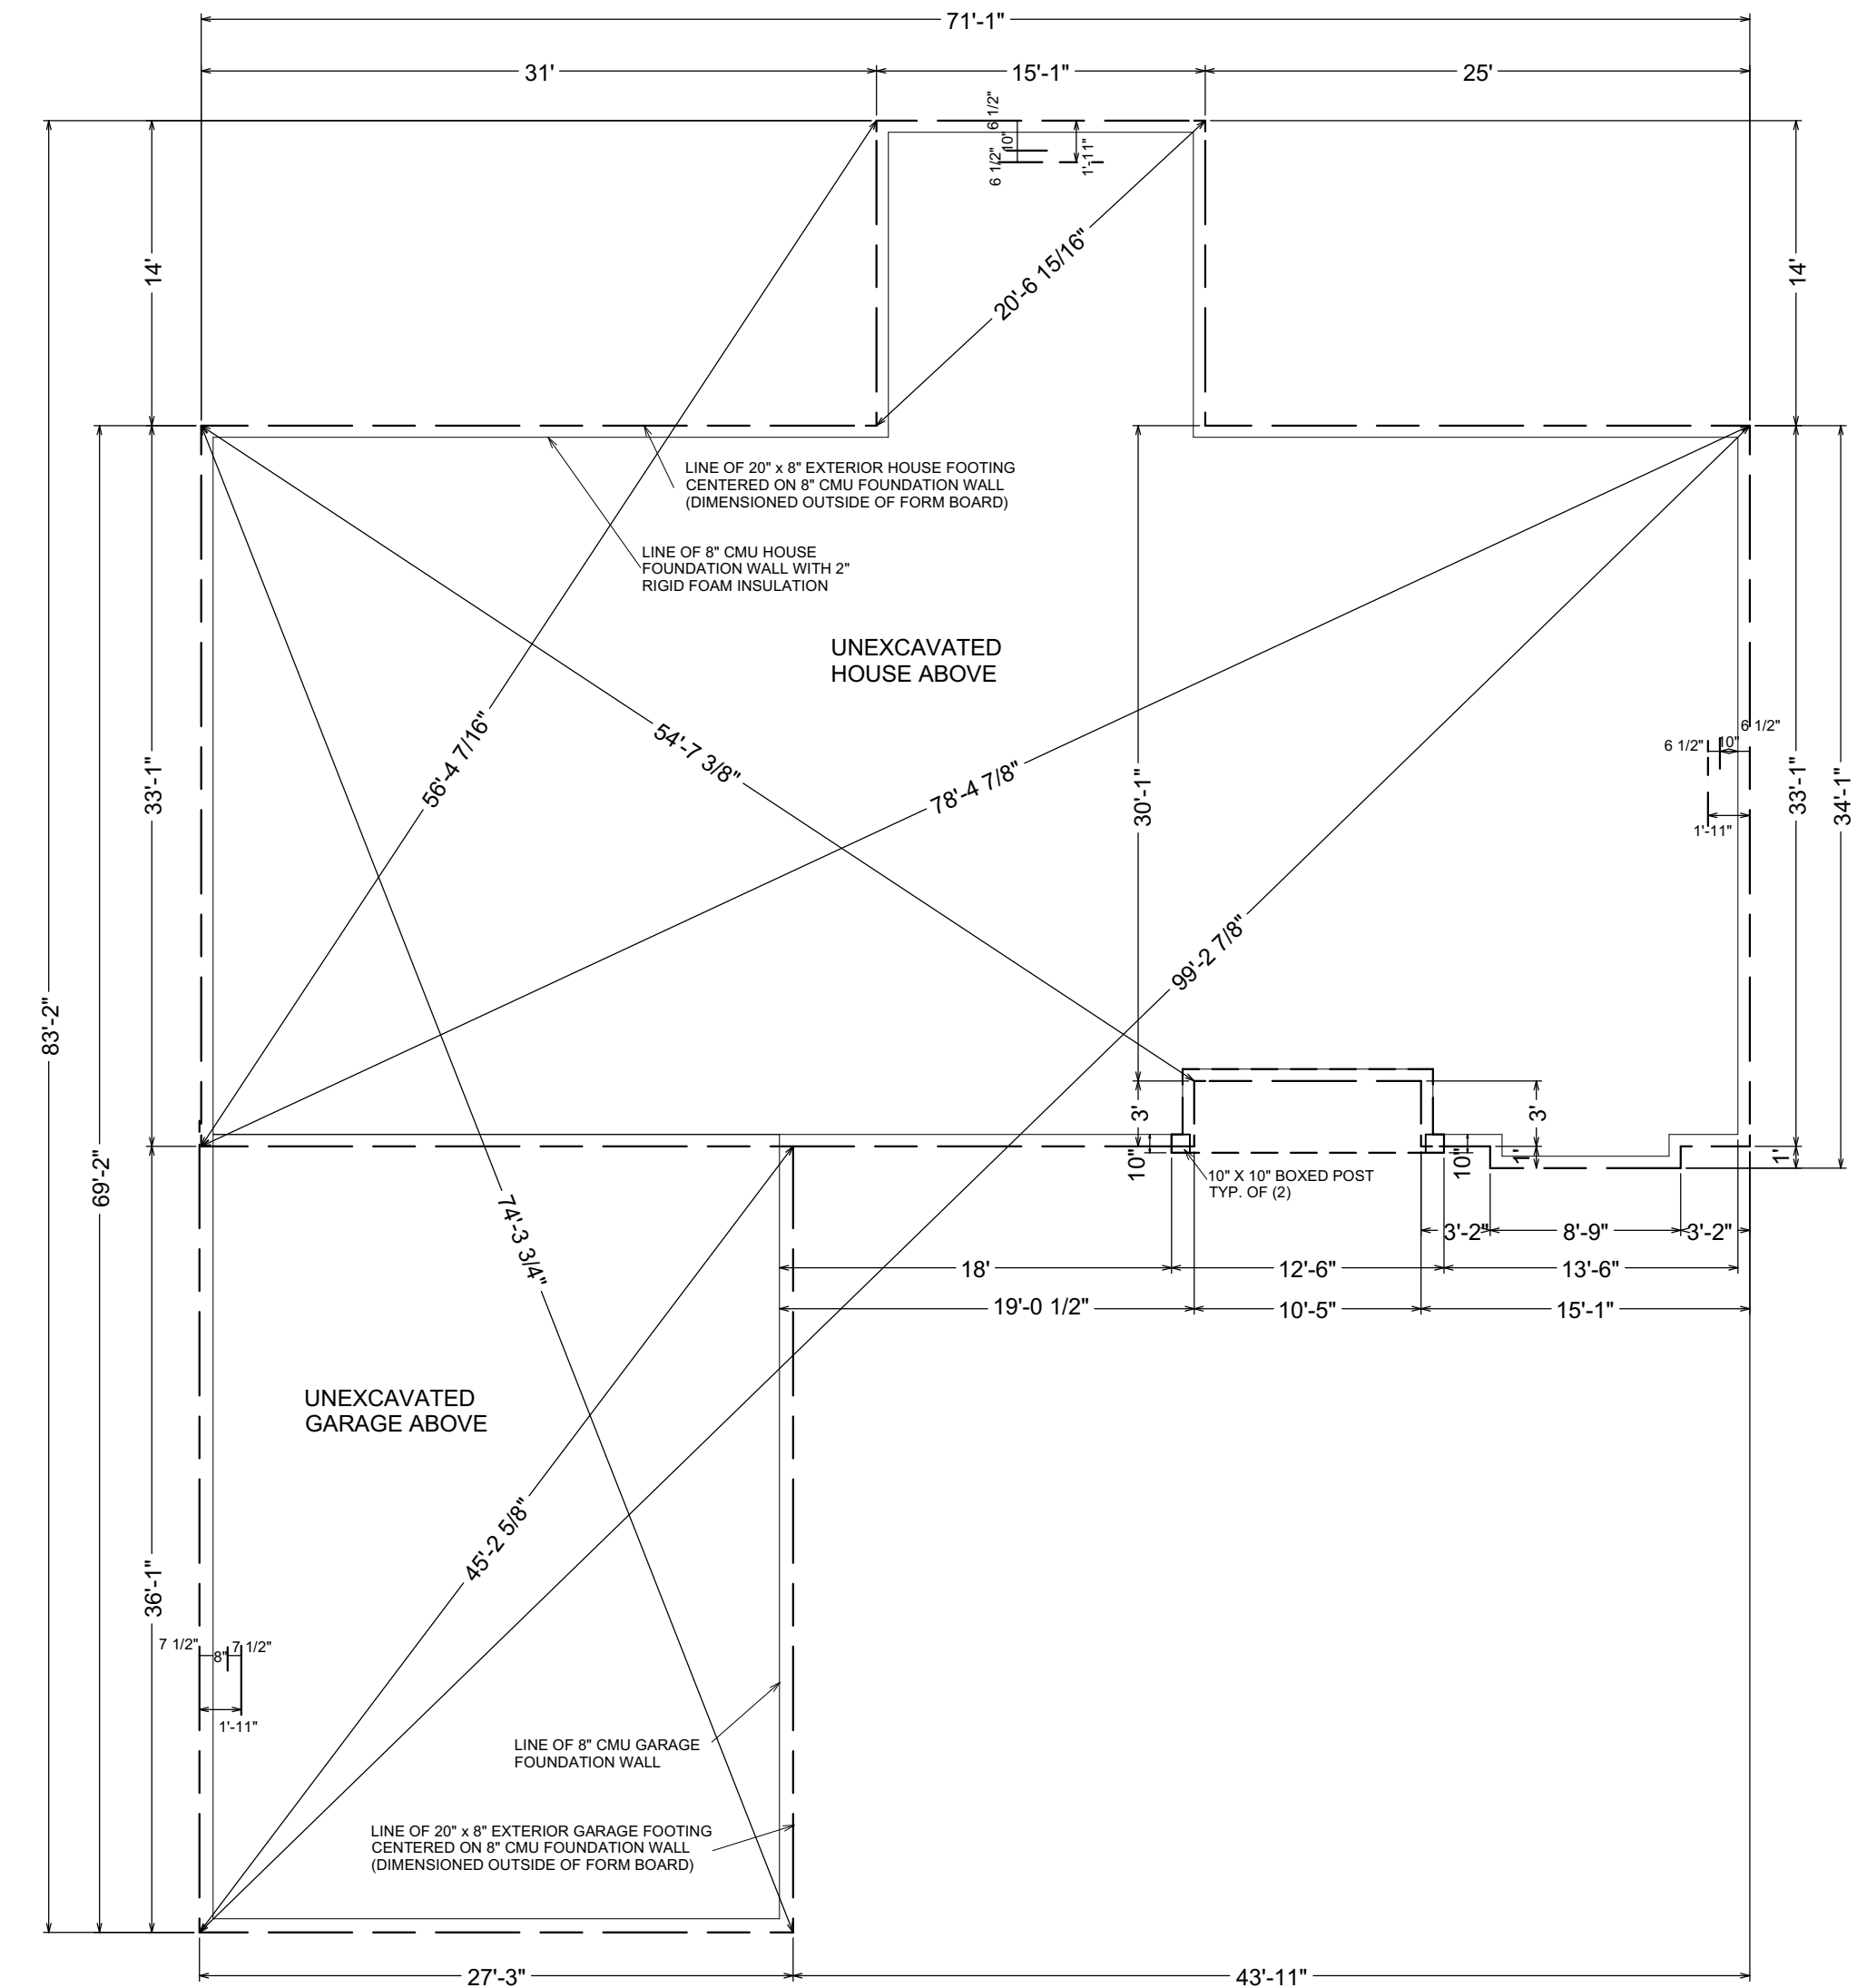 71'-1"
31'
15'-1"
25'
6 1/2"
10"
6 1/2"
1'-11"
14'
14'
20'-6 15/16"
LINE OF 20" x 8" EXTERIOR HOUSE FOOTING
CENTERED ON 8" CMU FOUNDATION WALL
(DIMENSIONED OUTSIDE OF FORM BOARD)
LINE OF 8" CMU HOUSE
FOUNDATION WALL WITH 2"
RIGID FOAM INSULATION
UNEXCAVATED
HOUSE ABOVE
56'-4 7/16"
54'-7 3/8"
78'-4 7/8"
99'-2 7/8"
6 1/2"
10"
6 1/2"
1'-11"
33'-1"
30'-1"
33'-1"
34'-1"
83'-2"
69'-2"
3'
3'
10"
10"
1'
1'
10" X 10" BOXED POST
TYP. OF (2)
3'-2"
8'-9"
3'-2"
18'
12'-6"
13'-6"
19'-0 1/2"
10'-5"
15'-1"
74'-3 3/4"
UNEXCAVATED
GARAGE ABOVE
45'-2 5/8"
36'-1"
7 1/2"
8"
7 1/2"
1'-11"
LINE OF 8" CMU GARAGE
FOUNDATION WALL
LINE OF 20" x 8" EXTERIOR GARAGE FOOTING
CENTERED ON 8" CMU FOUNDATION WALL
(DIMENSIONED OUTSIDE OF FORM BOARD)
27'-3"
43'-11"